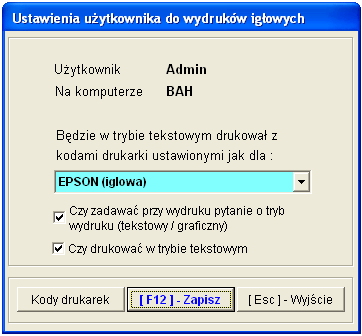 Ustawienia użytkownika do wydruków igłowych
Użytkownik Admin
Na komputerze BAH
Będzie w trybie tekstowym drukował z
kodami drukarki ustawionymi jak dla :
EPSON (igłowa)
Czy zadawać przy wydruku pytanie o tryb
wydruku (tekstowy / graficzny)
Czy drukować w trybie tekstowym
Kody drukarek [ F12 ] - Zapisz [ Esc ] - Wyjście